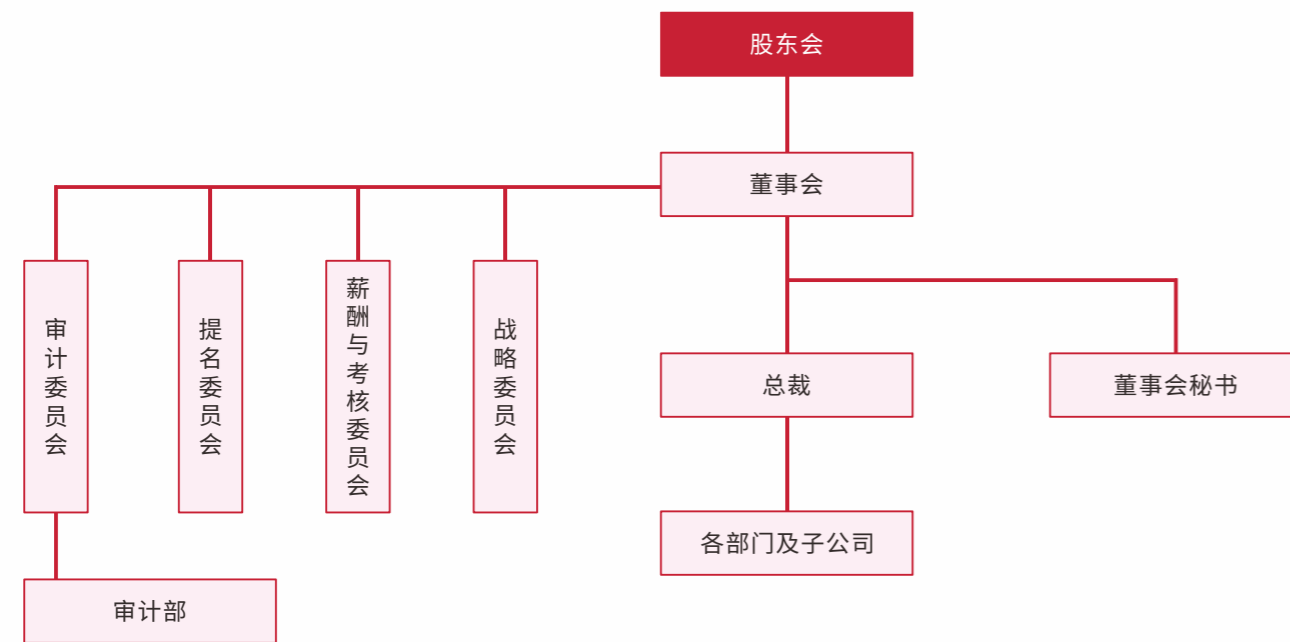 股东会
董事会
审计委员会
提名委员会
薪酬与考核委员会
战略委员会
总裁
董事会秘书
各部门及子公司
审计部